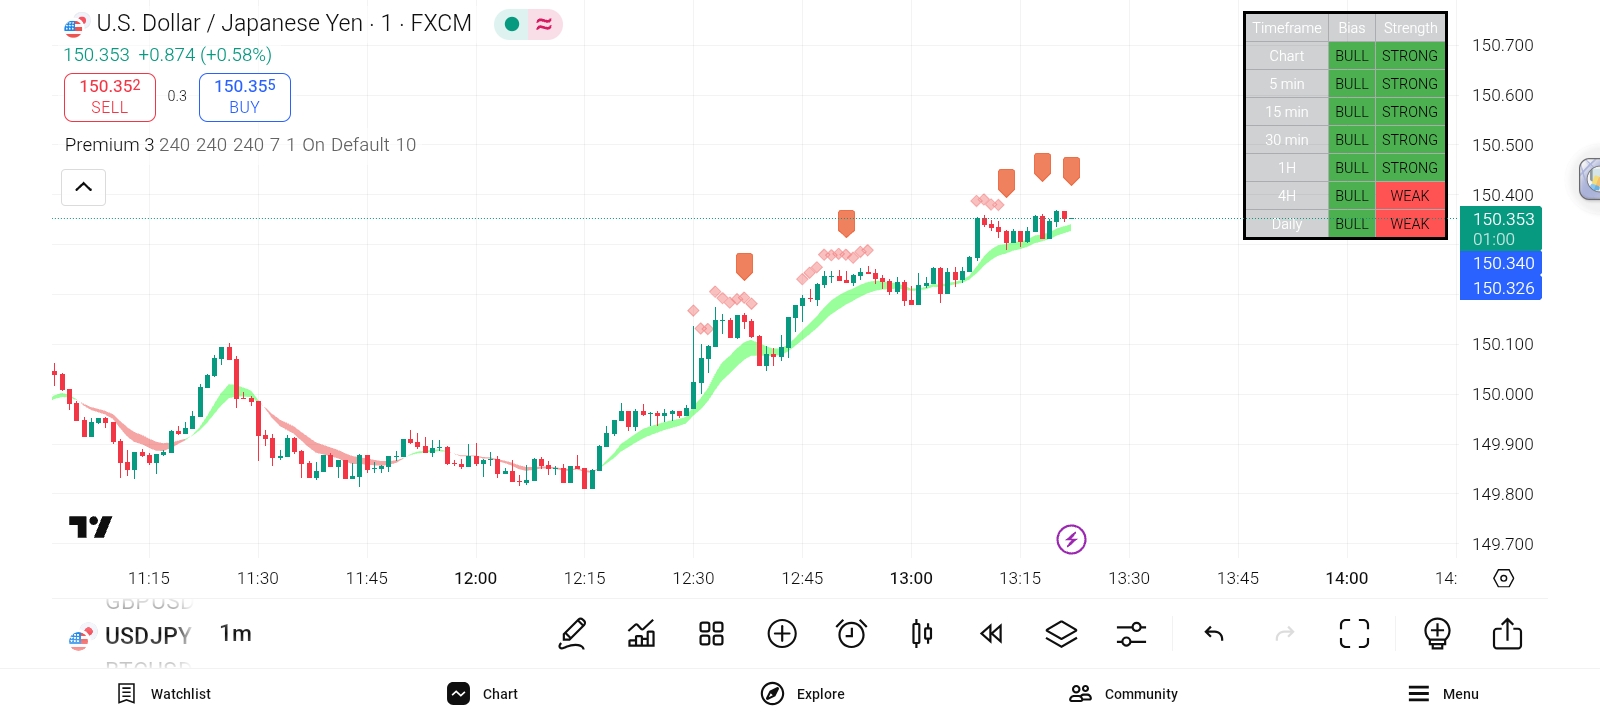 U.S. Dollar / Japanese Yen · 1 · FXCM
150.353 +0.874 (+0.58%)
150.352 SELL 0.3 150.355 BUY
Premium 3 240 240 240 7 1 On Default 10
Timeframe Bias Strength
Chart BULL STRONG
5 min BULL STRONG
15 min BULL STRONG
30 min BULL STRONG
1H BULL STRONG
4H BULL WEAK
Daily BULL WEAK
150.700
150.600
150.500
150.400
150.353
01:00
150.340
150.326
150.100
150.000
149.900
149.800
149.700
11:15 11:30 11:45 12:00 12:15 12:30 12:45 13:00 13:15 13:30 13:45 14:00 14:
GBPUSD
USDJPY 1m
BTCUSD
Watchlist Chart Explore Community Menu